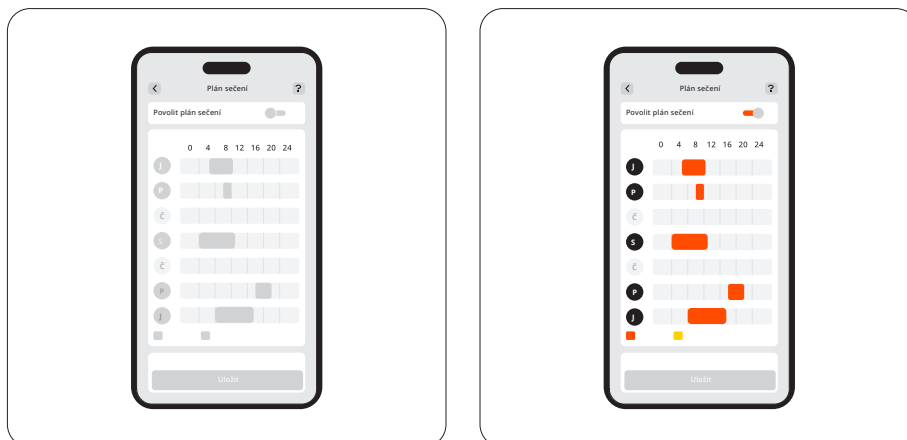 Plán sečení
?
Povolit plán sečení
0 4 8 12 16 20 24
J
P
Č
S
Č
P
J
Uložit
Plán sečení
?
Povolit plán sečení
0 4 8 12 16 20 24
J
P
Č
S
Č
P
J
Uložit